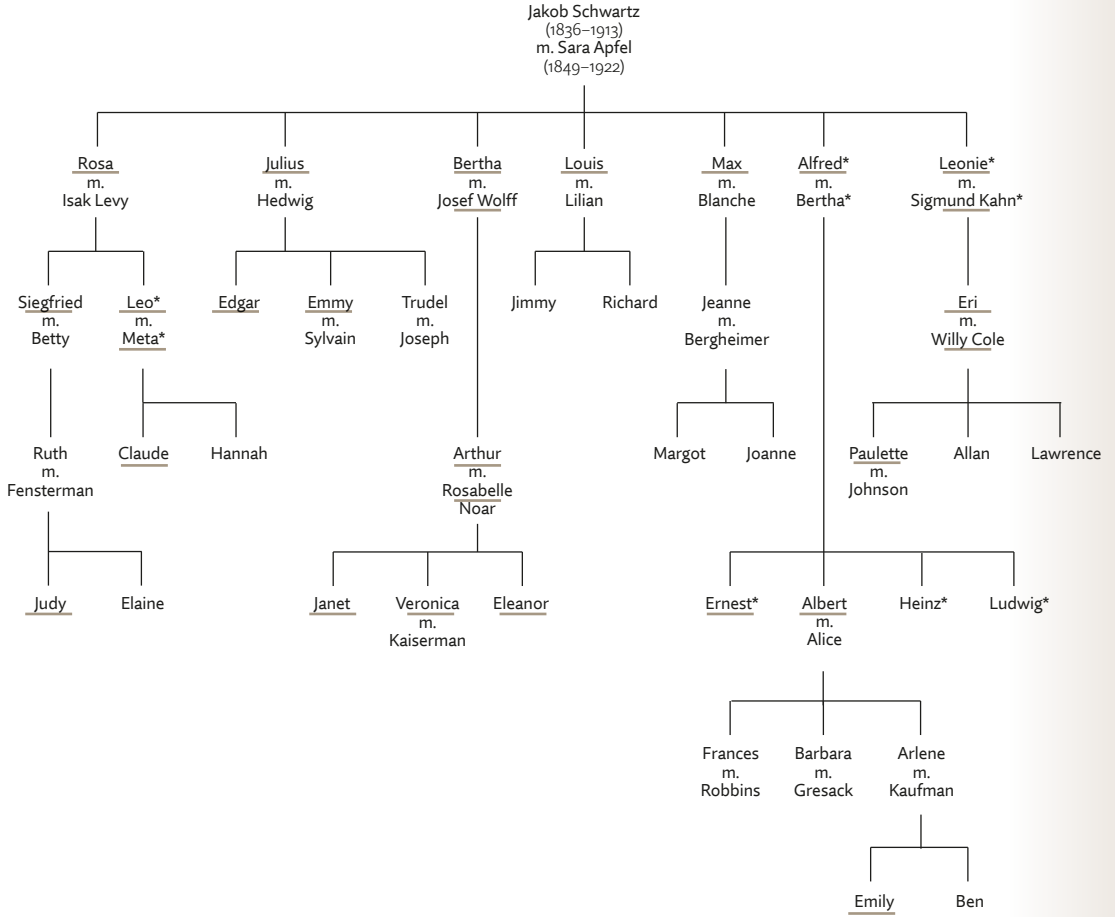 Jakob Schwartz
(1836–1913)
m. Sara Apfel
(1849–1922)
Rosa
m.
Isak Levy
Julius
m.
Hedwig
Bertha
m.
Josef Wolff
Louis
m.
Lilian
Max
m.
Blanche
Alfred*
m.
Bertha*
Leonie*
m.
Sigmund Kahn*
Siegfried
m.
Betty
Leo*
m.
Meta*
Edgar
Emmy
m.
Sylvain
Trudel
m.
Joseph
Jimmy
Richard
Jeanne
m.
Bergheimer
Eri
m.
Willy Cole
Ruth
m.
Fensterman
Claude
Hannah
Arthur
m.
Rosabelle
Noar
Margot
Joanne
Paulette
m.
Johnson
Allan
Lawrence
Judy
Elaine
Janet
Veronica
m.
Kaiserman
Eleanor
Ernest*
Albert
m.
Alice
Heinz*
Ludwig*
Frances
m.
Robbins
Barbara
m.
Gresack
Arlene
m.
Kaufman
Emily
Ben